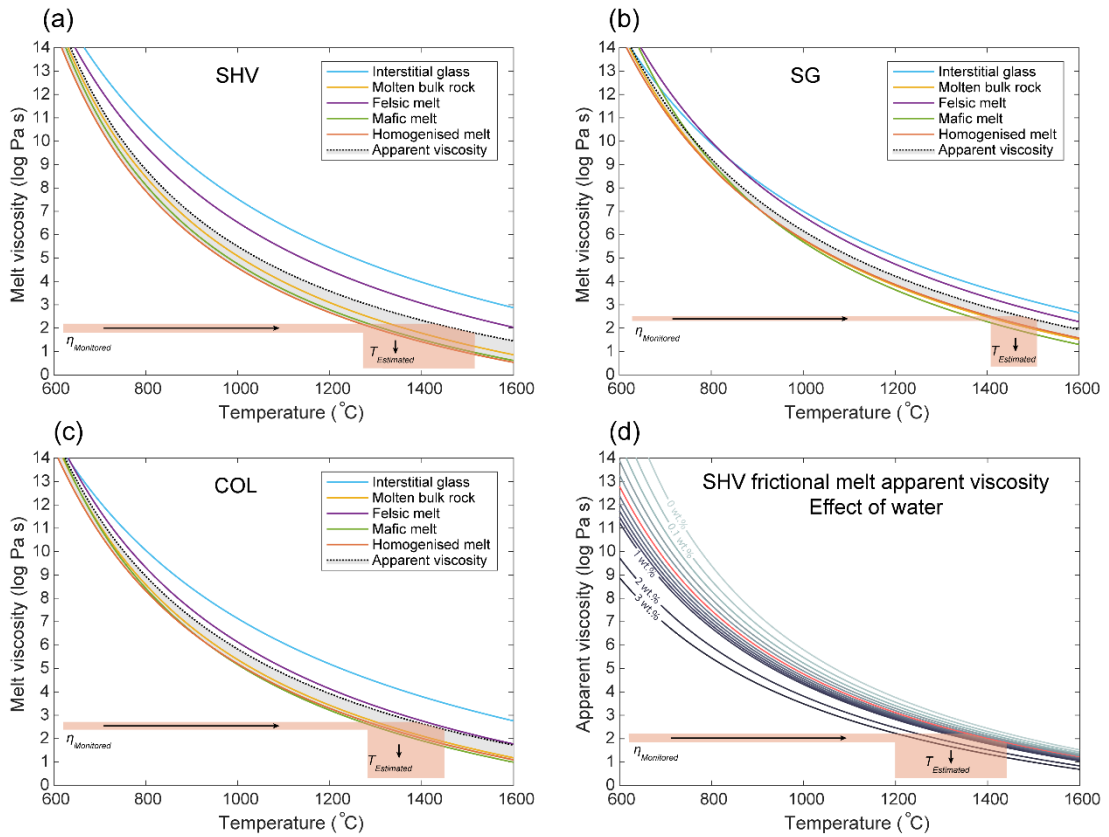 (a)
SHV
Interstitial glass
Molten bulk rock
Felsic melt
Mafic melt
Homogenised melt
Apparent viscosity
Melt viscosity (log Pa s)
14
13
12
11
10
9
8
7
6
5
4
3
2
1
0
ηMonitored
TEstimated
600 800 1000 1200 1400 1600
Temperature (°C)
(b)
SG
Interstitial glass
Molten bulk rock
Felsic melt
Mafic melt
Homogenised melt
Apparent viscosity
Melt viscosity (log Pa s)
14
13
12
11
10
9
8
7
6
5
4
3
2
1
0
ηMonitored
TEstimated
600 800 1000 1200 1400 1600
Temperature (°C)
(c)
COL
Interstitial glass
Molten bulk rock
Felsic melt
Mafic melt
Homogenised melt
Apparent viscosity
Melt viscosity (log Pa s)
14
13
12
11
10
9
8
7
6
5
4
3
2
1
0
ηMonitored
TEstimated
600 800 1000 1200 1400 1600
Temperature (°C)
(d)
SHV frictional melt apparent viscosity
Effect of water
0 wt.%
0.1 wt.%
1 wt.%
2 wt.%
3 wt.%
Apparent viscosity (log Pa s)
14
13
12
11
10
9
8
7
6
5
4
3
2
1
0
ηMonitored
TEstimated
600 800 1000 1200 1400 1600
Temperature (°C)